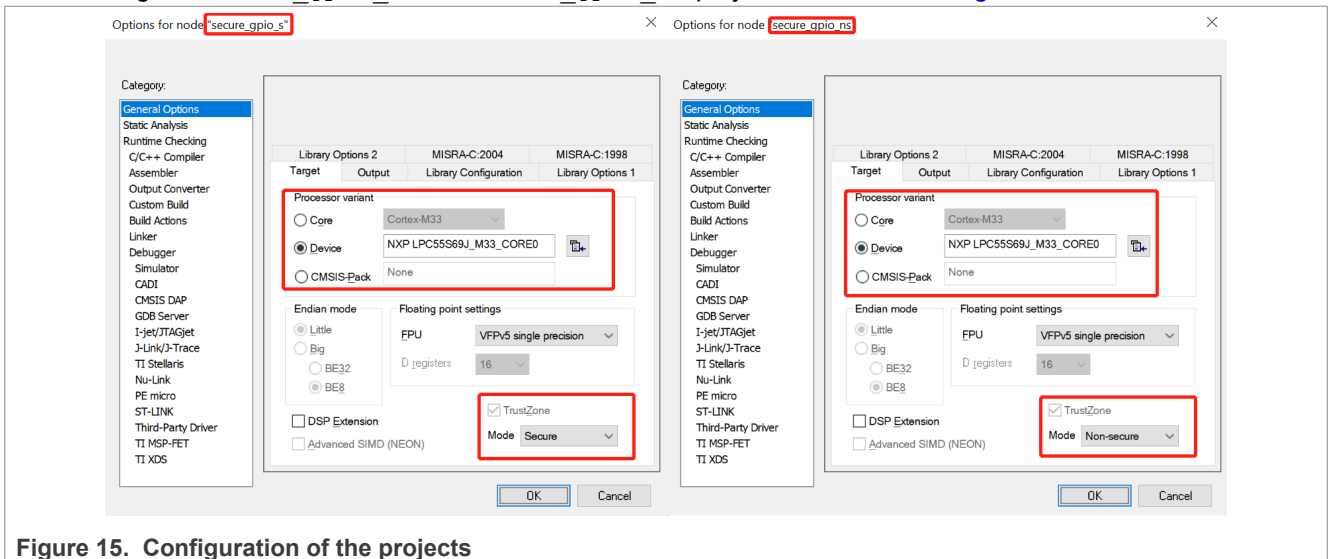 Options for node "secure_gpio_s"
Category:
General Options
Static Analysis
Runtime Checking
C/C++ Compiler
Assembler
Output Converter
Custom Build
Build Actions
Linker
Debugger
Simulator
CADI
CMSIS DAP
GDB Server
I-jet/JTAGjet
J-Link/J-Trace
TI Stellaris
Nu-Link
PE micro
ST-LINK
Third-Party Driver
TI MSP-FET
TI XDS
Library Options 2 MISRA-C:2004 MISRA-C:1998
Target Output Library Configuration Library Options 1
Processor variant
Core Cortex-M33
Device NXP LPC55S69J_M33_CORE0
CMSIS-Pack None
Endian mode
Little
Big
BE32
BE8
Floating point settings
FPU VFPv5 single precision
D registers 16
DSP Extension
Advanced SIMD (NEON)
TrustZone
Mode Secure
OK Cancel
Options for node "secure_gpio_ns"
Category:
General Options
Static Analysis
Runtime Checking
C/C++ Compiler
Assembler
Output Converter
Custom Build
Build Actions
Linker
Debugger
Simulator
CADI
CMSIS DAP
GDB Server
I-jet/JTAGjet
J-Link/J-Trace
TI Stellaris
Nu-Link
PE micro
ST-LINK
Third-Party Driver
TI MSP-FET
TI XDS
Library Options 2 MISRA-C:2004 MISRA-C:1998
Target Output Library Configuration Library Options 1
Processor variant
Core Cortex-M33
Device NXP LPC55S69J_M33_CORE0
CMSIS-Pack None
Endian mode
Little
Big
BE32
BE8
Floating point settings
FPU VFPv5 single precision
D registers 16
DSP Extension
Advanced SIMD (NEON)
TrustZone
Mode Non-secure
OK Cancel
Figure 15. Configuration of the projects